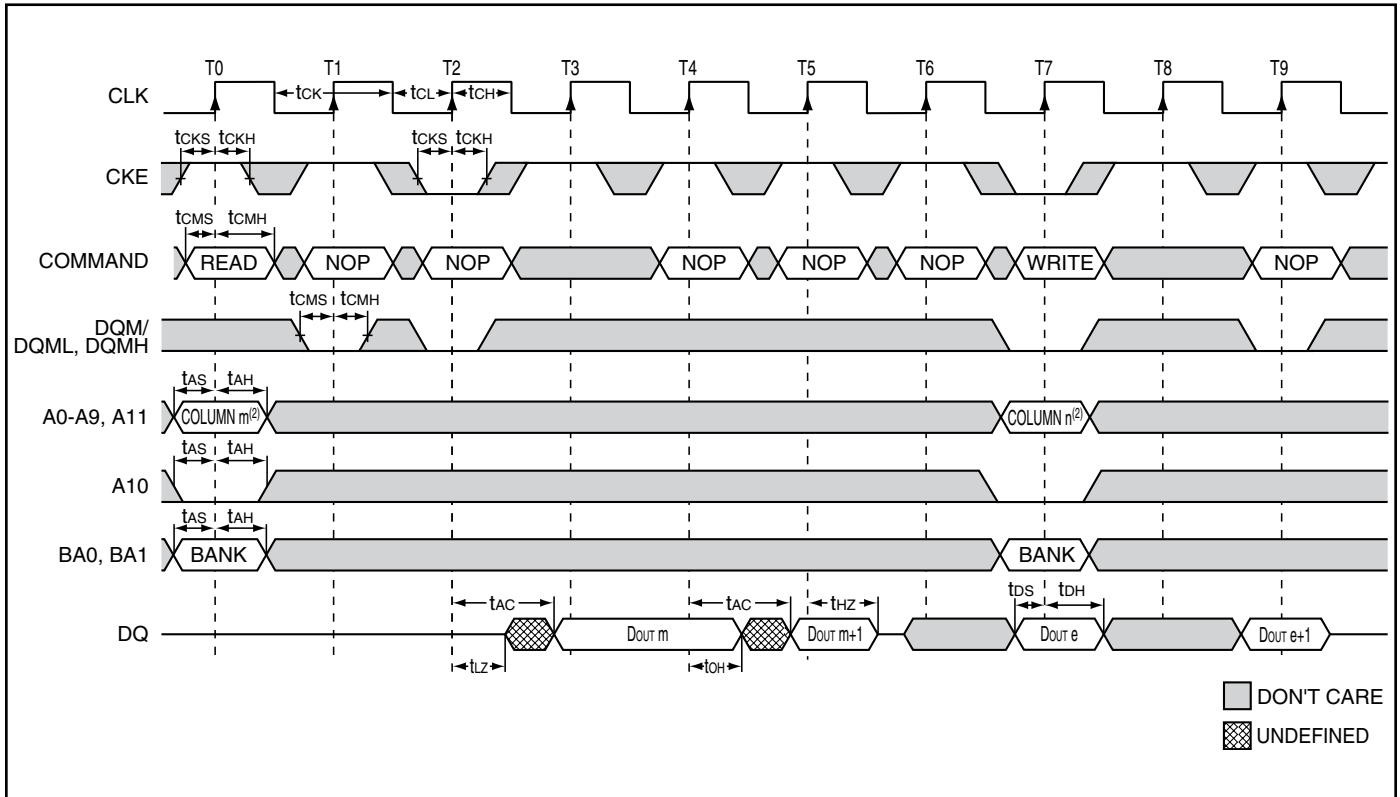 T0 T1 T2 T3 T4 T5 T6 T7 T8 T9
CLK
tCK tCL tCH
tCKS tCKH tCKS tCKH
CKE
tCMS tCMH
COMMAND READ NOP NOP NOP NOP NOP WRITE NOP
tCMS tCMH
DQM/
DQML, DQMH
tAS tAH
A0-A9, A11 COLUMN m(2) COLUMN n(2)
tAS tAH
A10
tAS tAH
BA0, BA1 BANK BANK
tAC tAC tHZ tDS tDH
DQ DOUT m DOUT m+1 DOUT e DOUT e+1
tLZ tOH
DON'T CARE
UNDEFINED